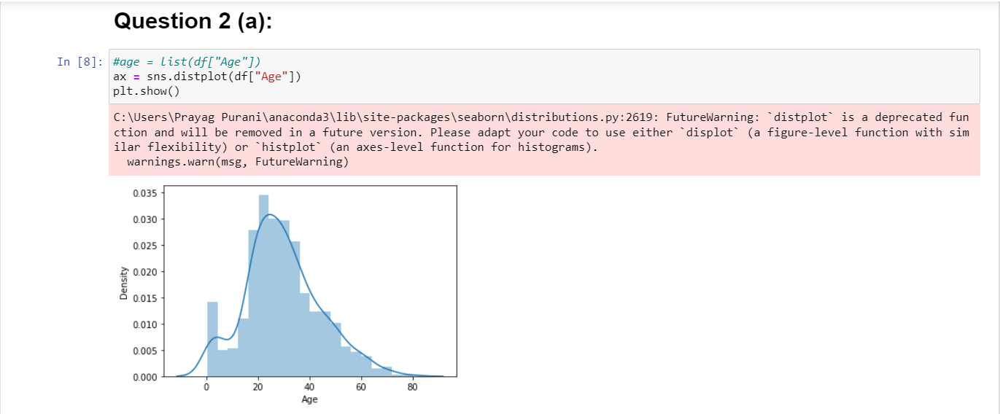 Question 2 (a):
In [8]: #age = list(df["Age"])
ax = sns.distplot(df["Age"])
plt.show()
C:\Users\Prayag Purani\anaconda3\lib\site-packages\seaborn\distributions.py:2619: FutureWarning: `distplot` is a deprecated fun
ction and will be removed in a future version. Please adapt your code to use either `displot` (a figure-level function with sim
ilar flexibility) or `histplot` (an axes-level function for histograms).
warnings.warn(msg, FutureWarning)
0.035
0.030
0.025
0.020
0.015
0.010
0.005
0.000
Density
0 20 40 60 80
Age